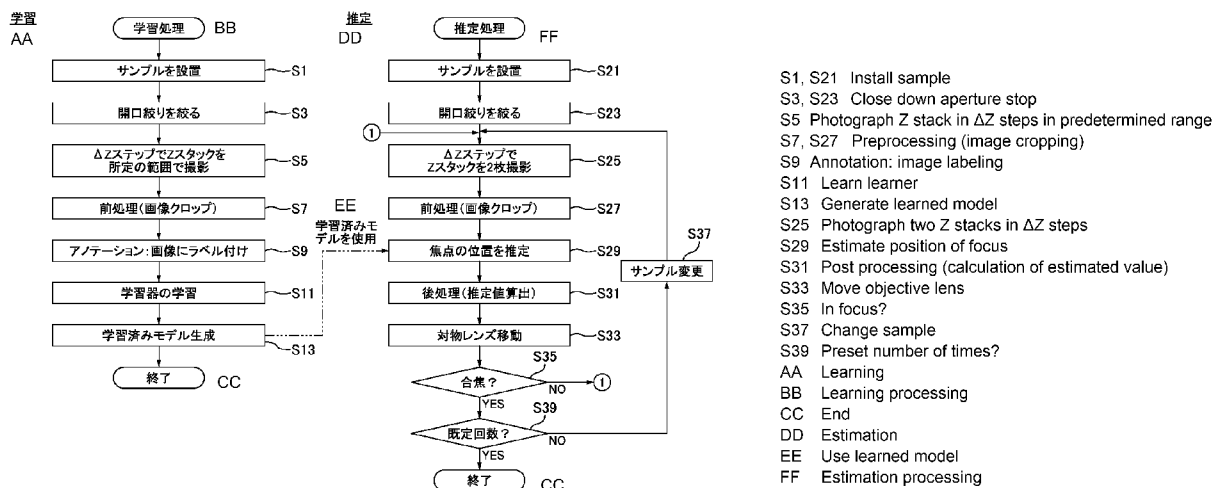 学習
AA
学習処理
BB
サンプルを設置
S1
開口絞りを絞る
S3
ΔZステップでZスタックを
所定の範囲で撮影
S5
前処理(画像クロップ)
S7
アノテーション:画像にラベル付け
S9
学習器の学習
S11
学習済みモデル生成
S13
終了
CC
EE
学習済みモ
デルを使用
推定
DD
推定処理
FF
サンプルを設置
S21
開口絞りを絞る
S23
①
ΔZステップで
Zスタックを2枚撮影
S25
前処理(画像クロップ)
S27
焦点の位置を推定
S29
後処理(推定値算出)
S31
対物レンズ移動
S33
合焦?
S35
NO
①
YES
既定回数?
S39
NO
YES
終了
CC
S37
サンプル変更
S1, S21 Install sample
S3, S23 Close down aperture stop
S5 Photograph Z stack in ΔZ steps in predetermined range
S7, S27 Preprocessing (image cropping)
S9 Annotation: image labeling
S11 Learn learner
S13 Generate learned model
S25 Photograph two Z stacks in ΔZ steps
S29 Estimate position of focus
S31 Post processing (calculation of estimated value)
S33 Move objective lens
S35 In focus?
S37 Change sample
S39 Preset number of times?
AA Learning
BB Learning processing
CC End
DD Estimation
EE Use learned model
FF Estimation processing